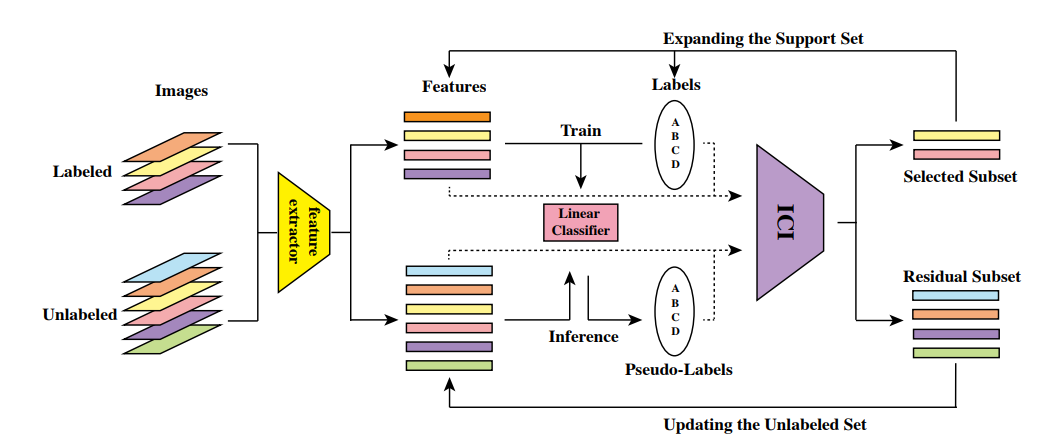 Expanding the Support Set
Images
Features
Labels
Labeled
Train
A
B
C
D
Selected Subset
feature
extractor
Linear
Classifier
ICI
Unlabeled
Inference
A
B
C
D
Pseudo-Labels
Residual Subset
Updating the Unlabeled Set